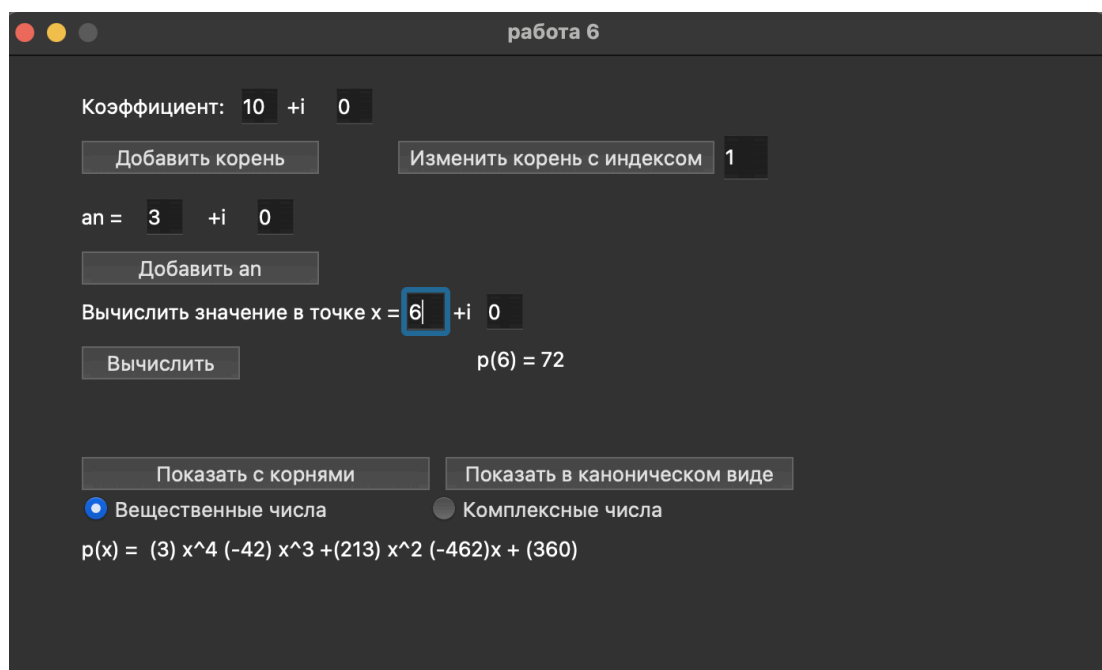 работа 6
Коэффициент: 10 +i 0
Добавить корень Изменить корень с индексом 1
an = 3 +i 0
Добавить an
Вычислить значение в точке x = 6 +i 0
Вычислить p(6) = 72
Показать с корнями Показать в каноническом виде
Вещественные числа Комплексные числа
p(x) = (3) x^4 (-42) x^3 +(213) x^2 (-462)x + (360)